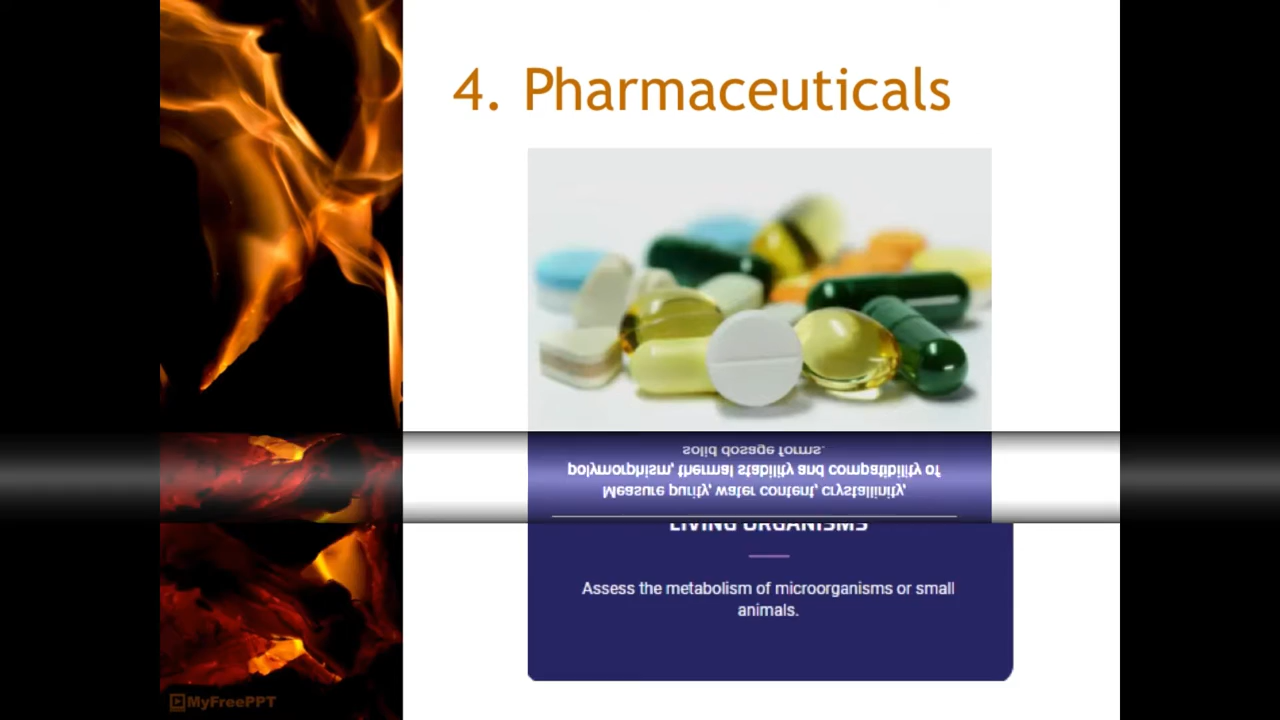 4. Pharmaceuticals
solid dosage forms.
polymorphism, thermal stability and compatibility of
Measure purity, water content, crystallinity,
LIVING ORGANISMS
Assess the metabolism of microorganisms or small
animals.
MyFreePPT